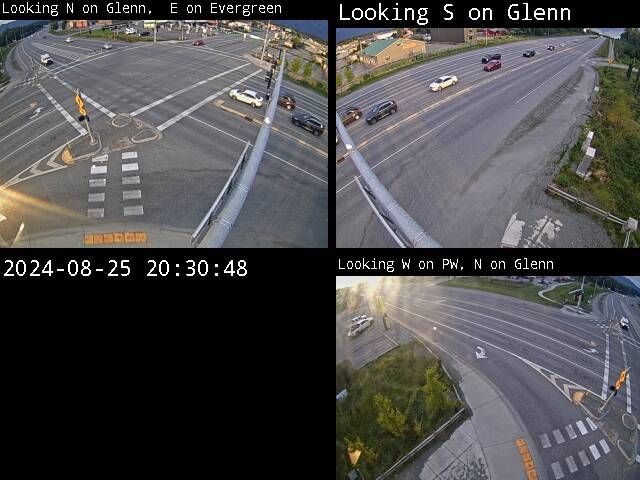 Looking N on Glenn,  E on Evergreen
Looking S on Glenn
2024-08-25 20:30:48
Looking W on PW, N on Glenn